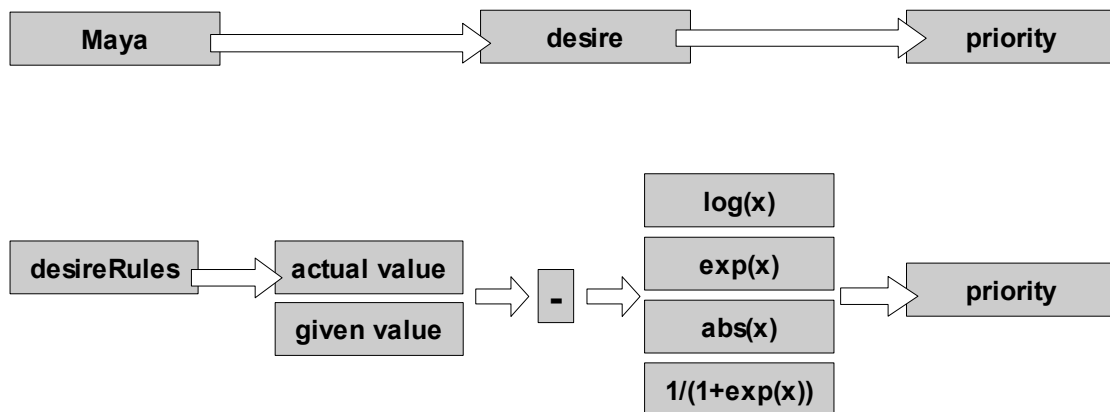 Maya
desire
priority
desireRules
actual value
given value
-
log(x)
exp(x)
abs(x)
1/(1+exp(x))
priority